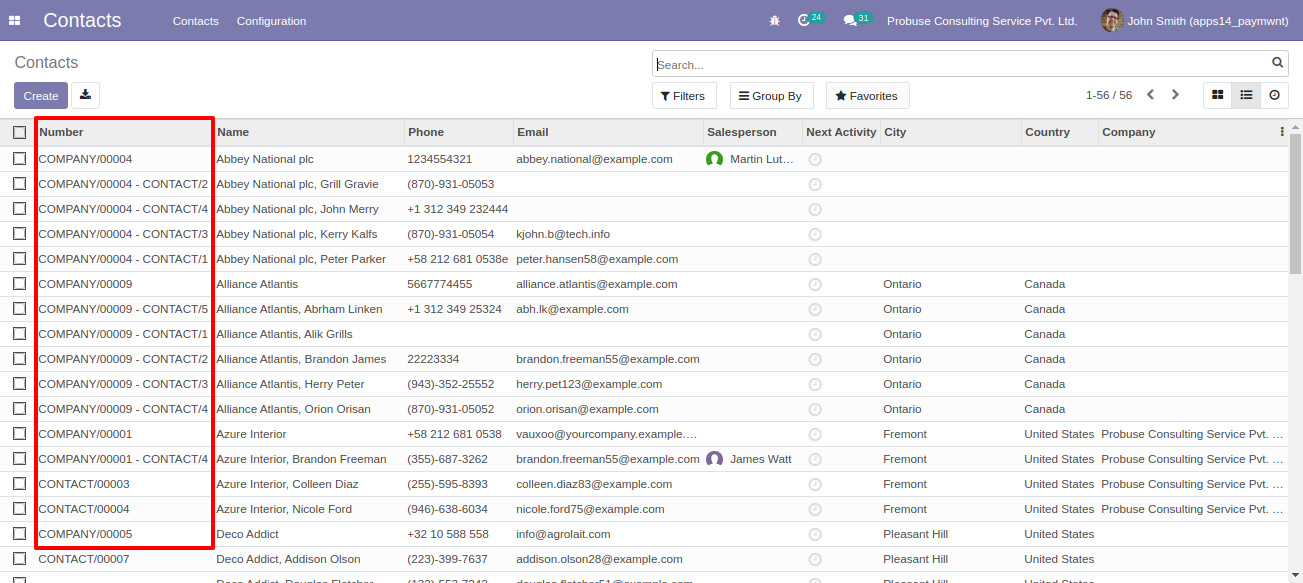 Contacts Contacts Configuration 24 31 Probuse Consulting Service Pvt. Ltd. John Smith (apps14_paymwnt)
Contacts Search...
Create Filters Group By Favorites 1-56 / 56
Number Name Phone Email Salesperson Next Activity City Country Company
COMPANY/00004 Abbey National plc 1234554321 abbey.national@example.com Martin Lut...
COMPANY/00004 - CONTACT/2 Abbey National plc, Grill Gravie (870)-931-05053
COMPANY/00004 - CONTACT/4 Abbey National plc, John Merry +1 312 349 232444
COMPANY/00004 - CONTACT/3 Abbey National plc, Kerry Kalfs (870)-931-05054 kjohn.b@tech.info
COMPANY/00004 - CONTACT/1 Abbey National plc, Peter Parker +58 212 681 0538e peter.hansen58@example.com
COMPANY/00009 Alliance Atlantis 5667774455 alliance.atlantis@example.com Ontario Canada
COMPANY/00009 - CONTACT/5 Alliance Atlantis, Abrham Linken +1 312 349 25324 abh.lk@example.com Ontario Canada
COMPANY/00009 - CONTACT/1 Alliance Atlantis, Alik Grills Ontario Canada
COMPANY/00009 - CONTACT/2 Alliance Atlantis, Brandon James 22223334 brandon.freeman55@example.com Ontario Canada
COMPANY/00009 - CONTACT/3 Alliance Atlantis, Herry Peter (943)-352-25552 herry.pet123@example.com Ontario Canada
COMPANY/00009 - CONTACT/4 Alliance Atlantis, Orion Orisan (870)-931-05052 orion.orisan@example.com Ontario Canada
COMPANY/00001 Azure Interior +58 212 681 0538 vauxoo@yourcompany.example.... Fremont United States Probuse Consulting Service Pvt. ...
COMPANY/00001 - CONTACT/4 Azure Interior, Brandon Freeman (355)-687-3262 brandon.freeman55@example.com James Watt Fremont United States Probuse Consulting Service Pvt. ...
CONTACT/00003 Azure Interior, Colleen Diaz (255)-595-8393 colleen.diaz83@example.com Fremont United States Probuse Consulting Service Pvt. ...
CONTACT/00004 Azure Interior, Nicole Ford (946)-638-6034 nicole.ford75@example.com Fremont United States Probuse Consulting Service Pvt. ...
COMPANY/00005 Deco Addict +32 10 588 558 info@agrolait.com Pleasant Hill United States
CONTACT/00007 Deco Addict, Addison Olson (223)-399-7637 addison.olson28@example.com Pleasant Hill United States